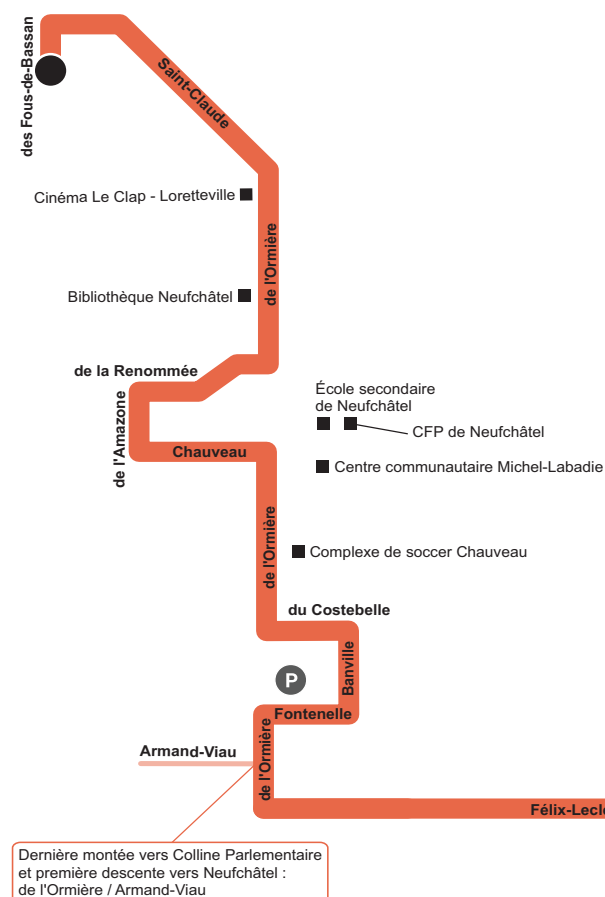 des Fous-de-Bassan
Saint-Claude
Cinéma Le Clap - Loretteville
de l'Ormière
Bibliothèque Neufchâtel
de la Renommée
École secondaire
de Neufchâtel
CFP de Neufchâtel
de l'Amazone
Chauveau
Centre communautaire Michel-Labadie
de l'Ormière
Complexe de soccer Chauveau
du Costebelle
Banville
P
Fontenelle
Armand-Viau
de l'Ormière
Félix-Lecle
Dernière montée vers Colline Parlementaire
et première descente vers Neufchâtel :
de l'Ormière / Armand-Viau